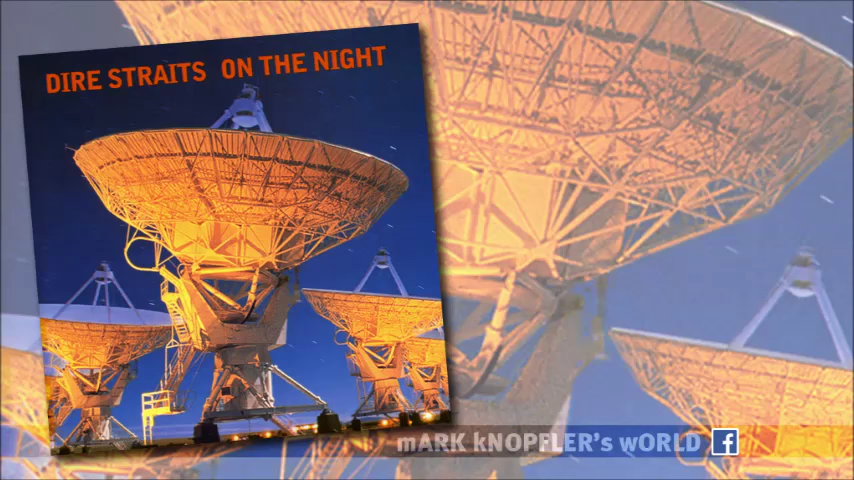 DIRE STRAITS ON THE NIGHT
mARK kNOPFLER's wORLD f